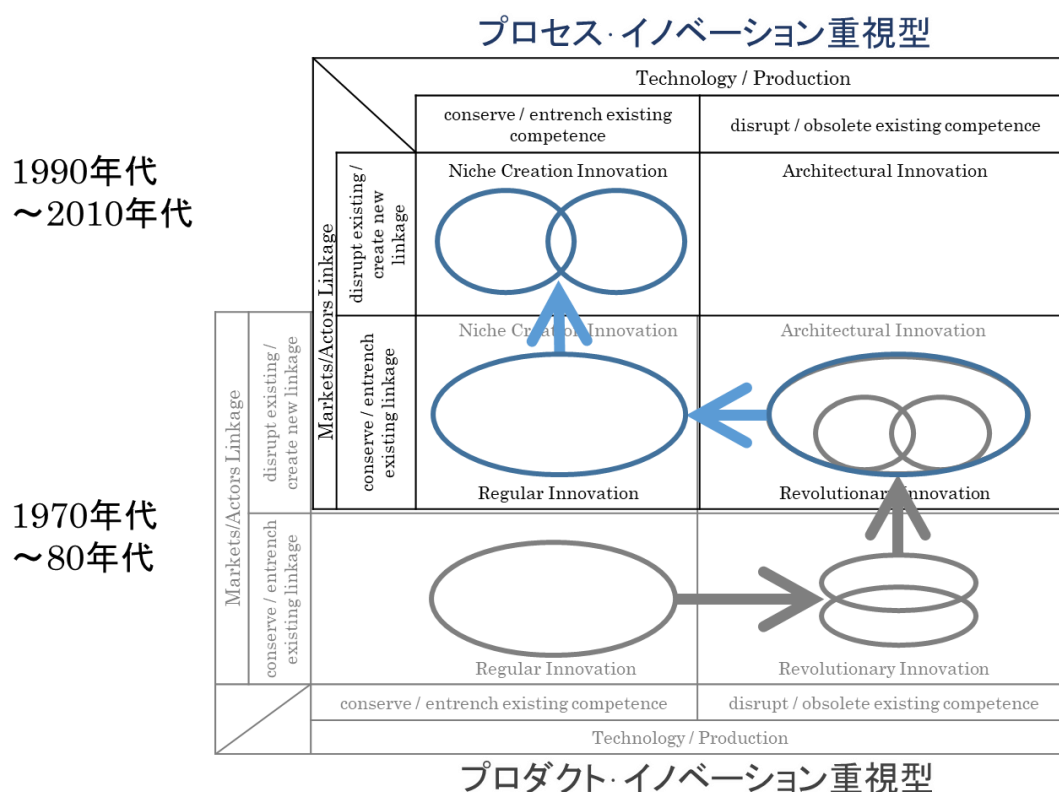 プロセス・イノベーション重視型
Technology / Production
conserve / entrench existing
competence
disrupt / obsolete existing competence
1990年代
～2010年代
Markets/Actors Linkage
disrupt existing /
create new
linkage
Niche Creation Innovation
Architectural Innovation
conserve / entrench
existing linkage
Regular Innovation
Revolutionary Innovation
1970年代
～80年代
Markets/Actors Linkage
disrupt existing /
create new linkage
Niche Creation Innovation
Architectural Innovation
conserve / entrench
existing linkage
Regular Innovation
Revolutionary Innovation
conserve / entrench existing competence
disrupt / obsolete existing competence
Technology / Production
プロダクト・イノベーション重視型